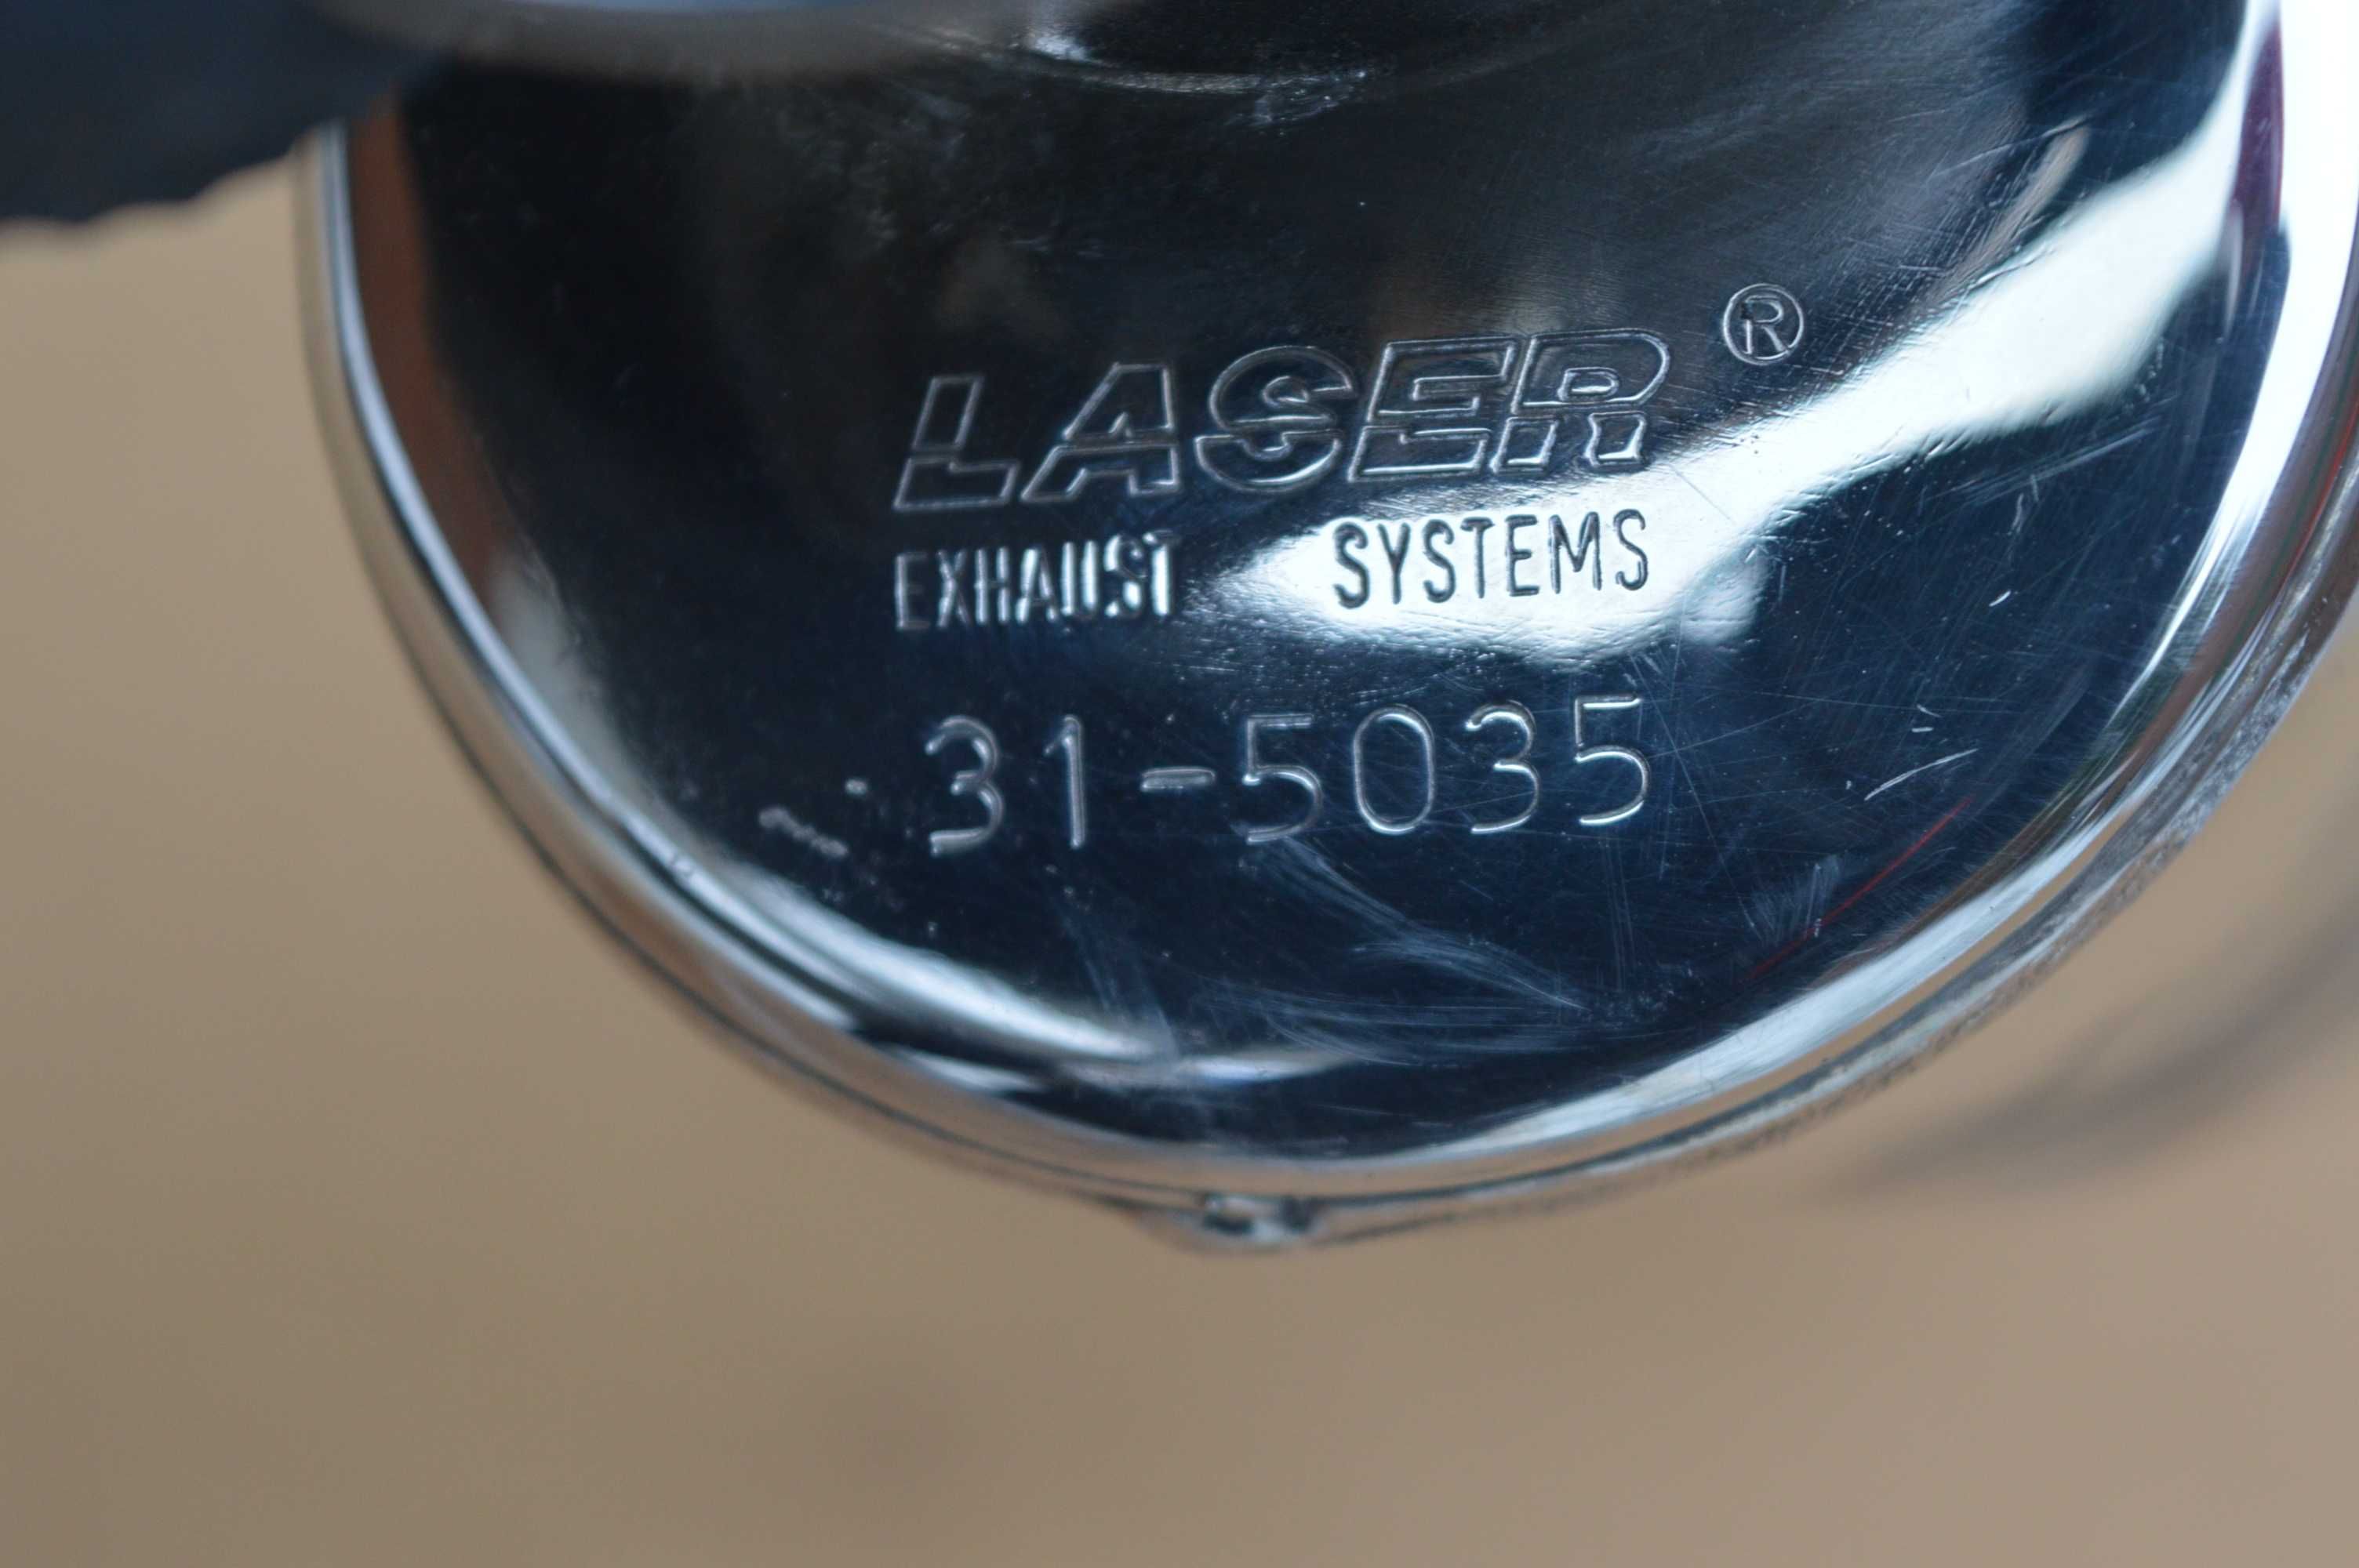 LASER ®
EXHAUST SYSTEMS
31-5035